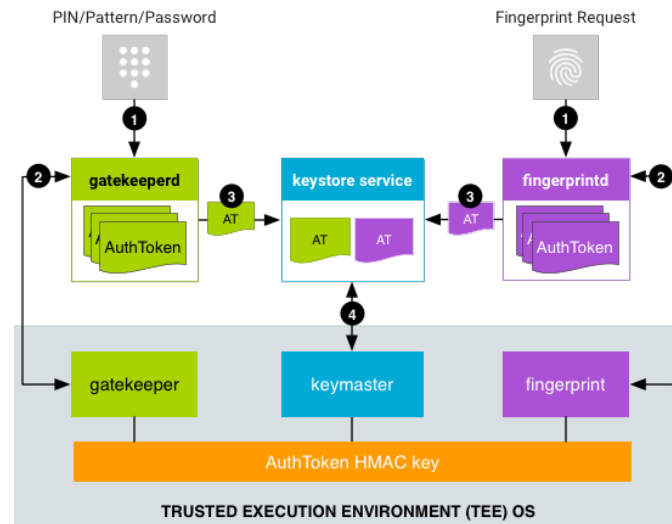 PIN/Pattern/Password
Fingerprint Request
1
1
2
gatekeeperd
3
keystore service
3
fingerprintd
2
AT
AT
AT
AT
A
A
AuthToken
A
A
AuthToken
4
gatekeeper
keymaster
fingerprint
AuthToken HMAC key
TRUSTED EXECUTION ENVIRONMENT (TEE) OS